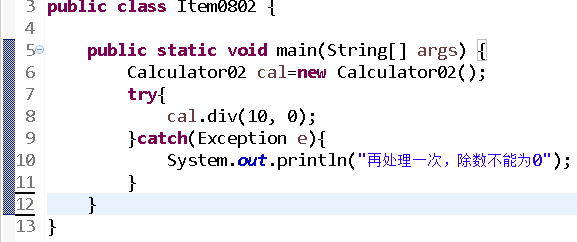 3 public class Item0802 {
4
5 public static void main(String[] args) {
6 Calculator02 cal=new Calculator02();
7 try{
8 cal.div(10, 0);
9 }catch(Exception e){
10 System.out.println("再处理一次，除数不能为0");
11 }
12 }
13 }